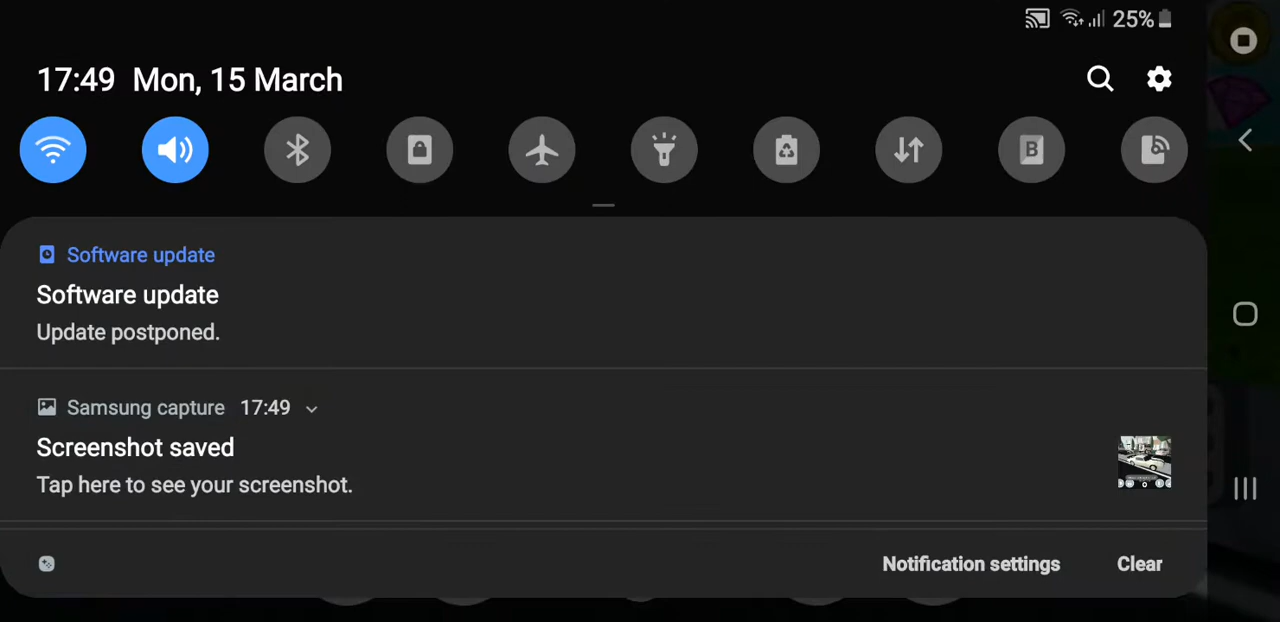 25%
17:49 Mon, 15 March
B
Software update
Software update
Update postponed.
Samsung capture 17:49
Screenshot saved
Tap here to see your screenshot.
Notification settings Clear